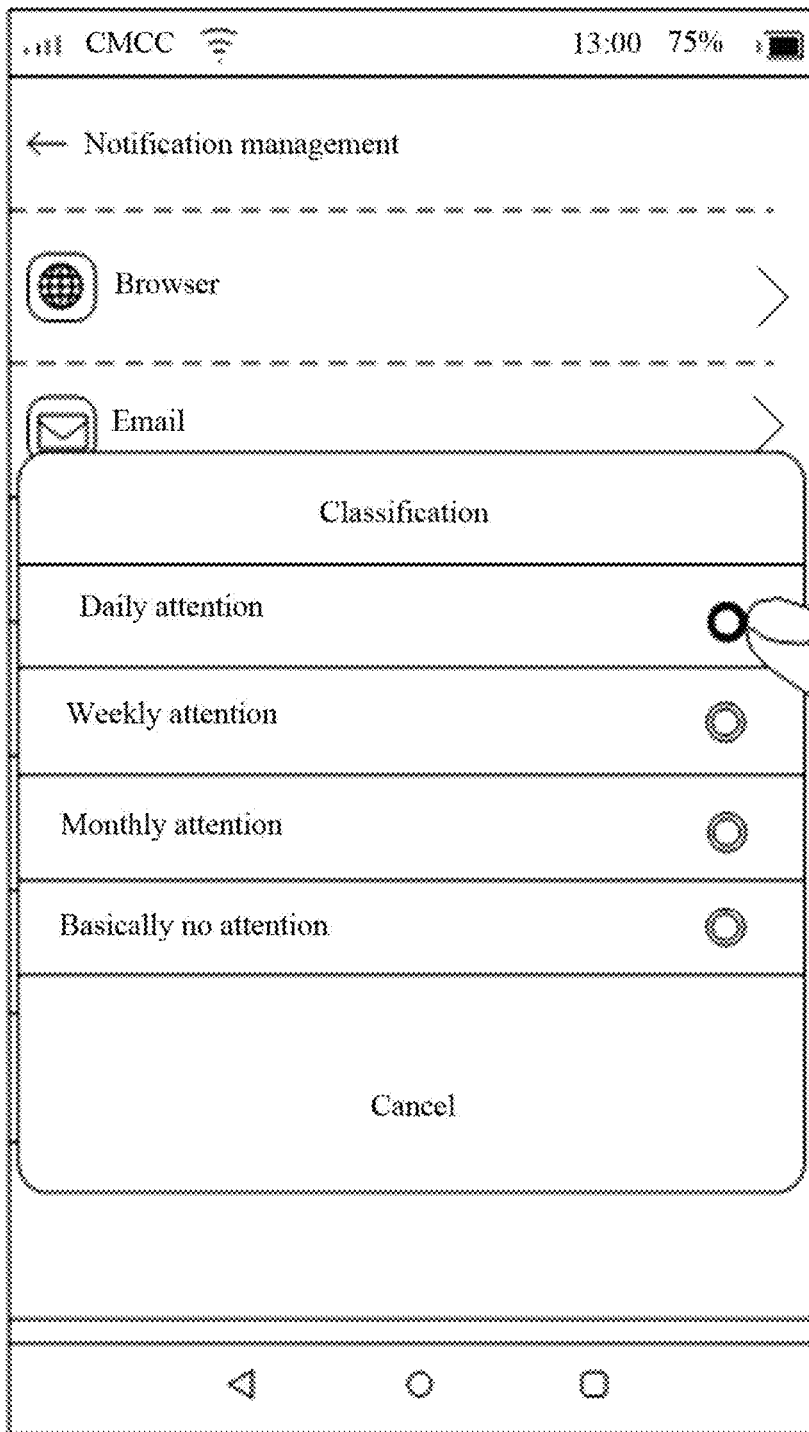 CMCC 13:00 75%
Notification management
Browser
Email
Classification
Daily attention
Weekly attention
Monthly attention
Basically no attention
Cancel